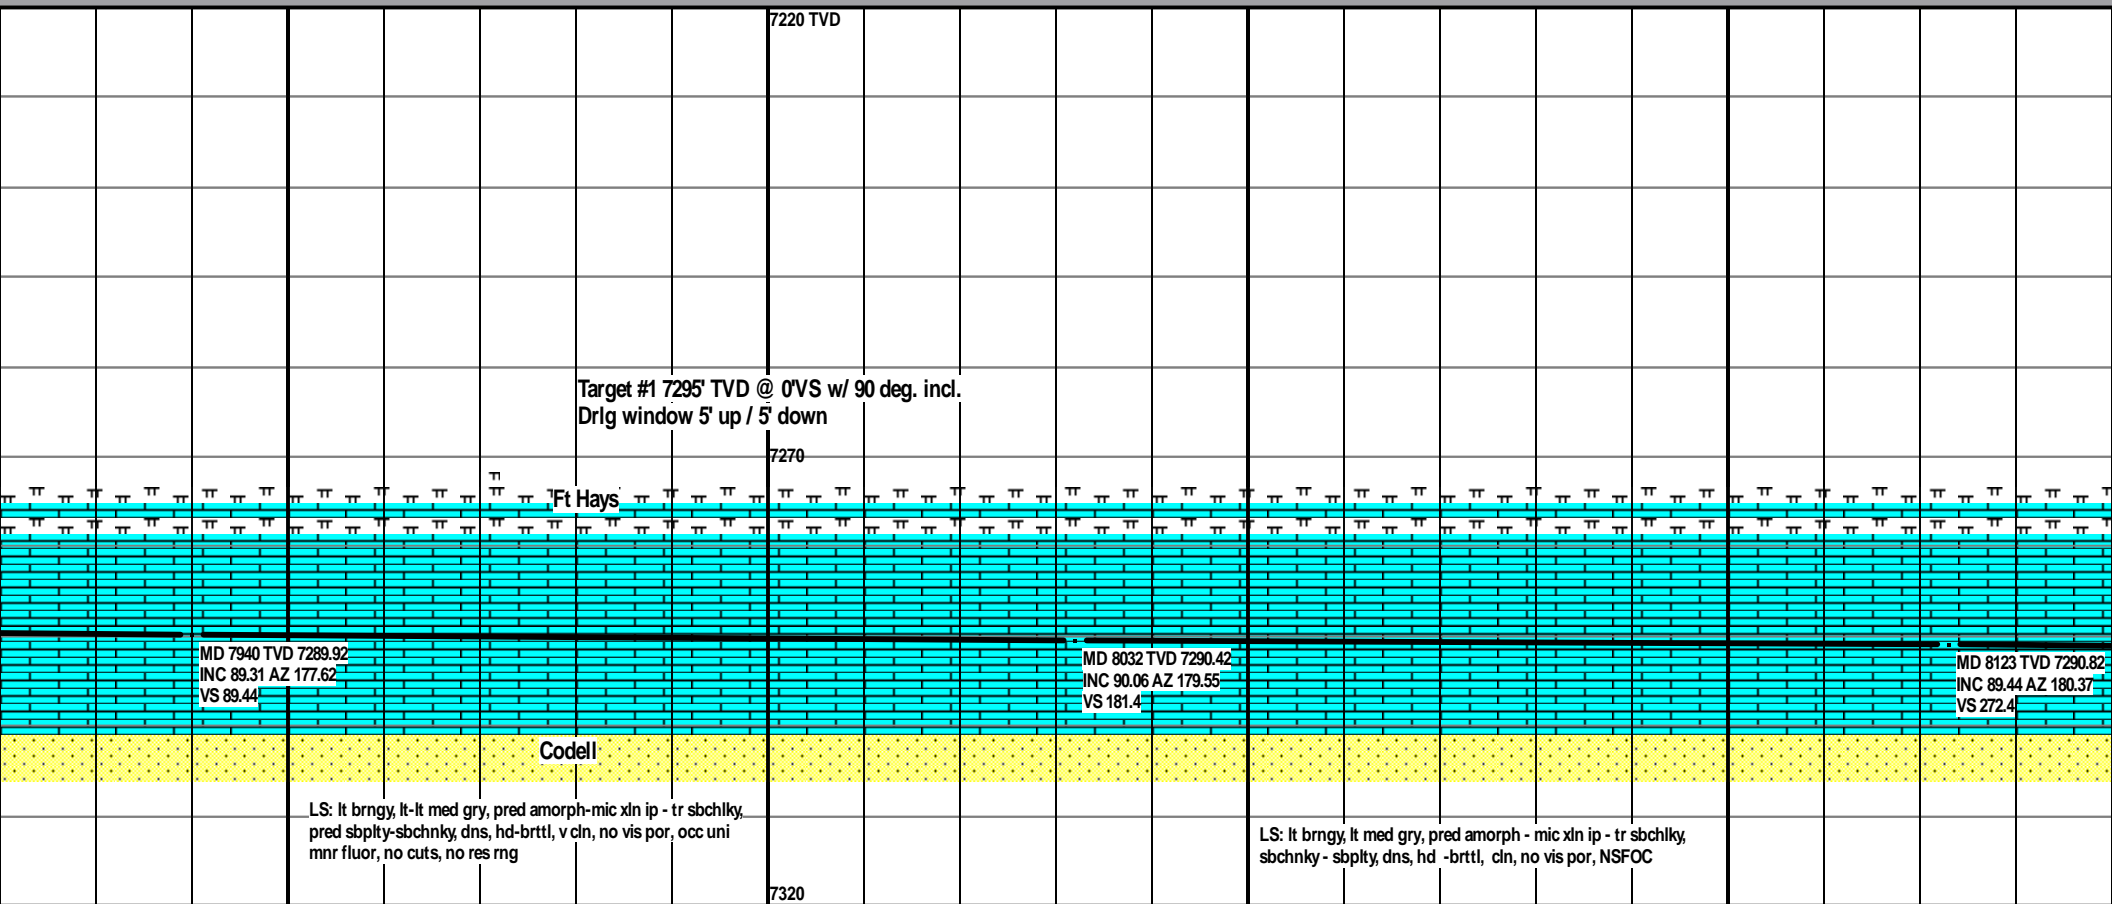 7220 TVD
Target #1 7295' TVD @ 0'VS w/ 90 deg. incl.
Drlg window 5' up / 5' down
7270
Ft Hays
MD 7940 TVD 7289.92
INC 89.31 AZ 177.62
VS 89.44
MD 8032 TVD 7290.42
INC 90.06 AZ 179.55
VS 181.4
MD 8123 TVD 7290.82
INC 89.44 AZ 180.37
VS 272.4
Codell
LS: lt brngy, lt-lt med gry, pred amorph-mic xln ip - tr sbchlky,
pred sbplty-sbchnky, dns, hd-brttl, v cln, no vis por, occ uni
mnr fluor, no cuts, no res rng
LS: lt brngy, lt med gry, pred amorph - mic xln ip - tr sbchlky,
sbchnky - sbplty, dns, hd -brttl, cln, no vis por, NSFOC
7320